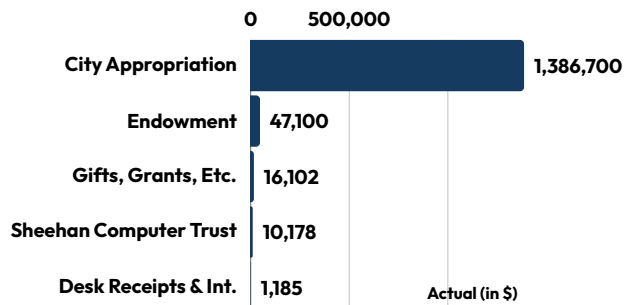 0 500,000
City Appropriation 1,386,700
Endowment 47,100
Gifts, Grants, Etc. 16,102
Sheehan Computer Trust 10,178
Desk Receipts & Int. 1,185
Actual (in $)